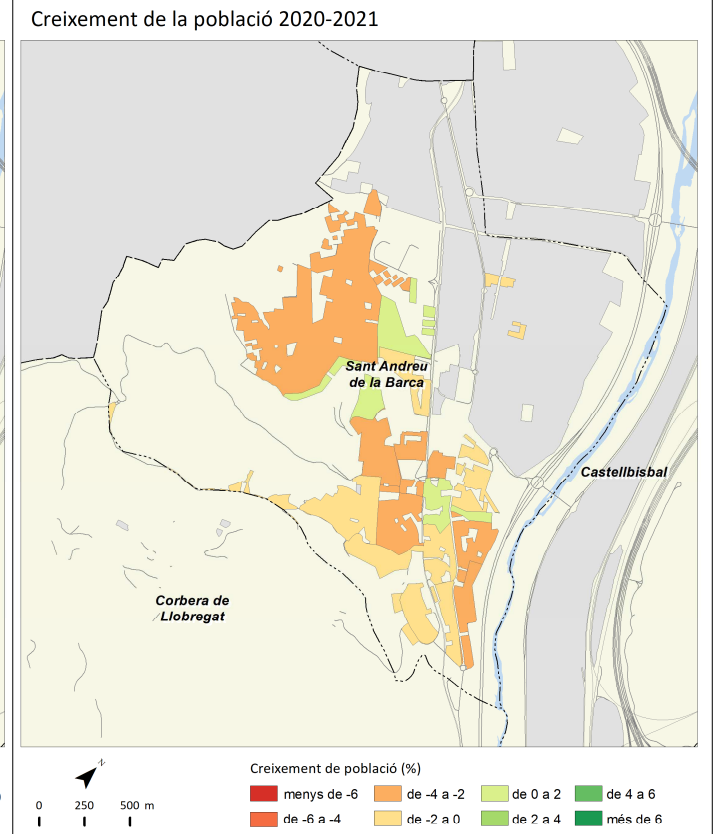 Creixement de la població 2020-2021
Sant Andreu
de la Barca
Castellbisbal
Corbera de
Llobregat
N
0 250 500 m
Creixement de població (%)
menys de -6
de -4 a -2
de 0 a 2
de 4 a 6
de -6 a -4
de -2 a 0
de 2 a 4
més de 6